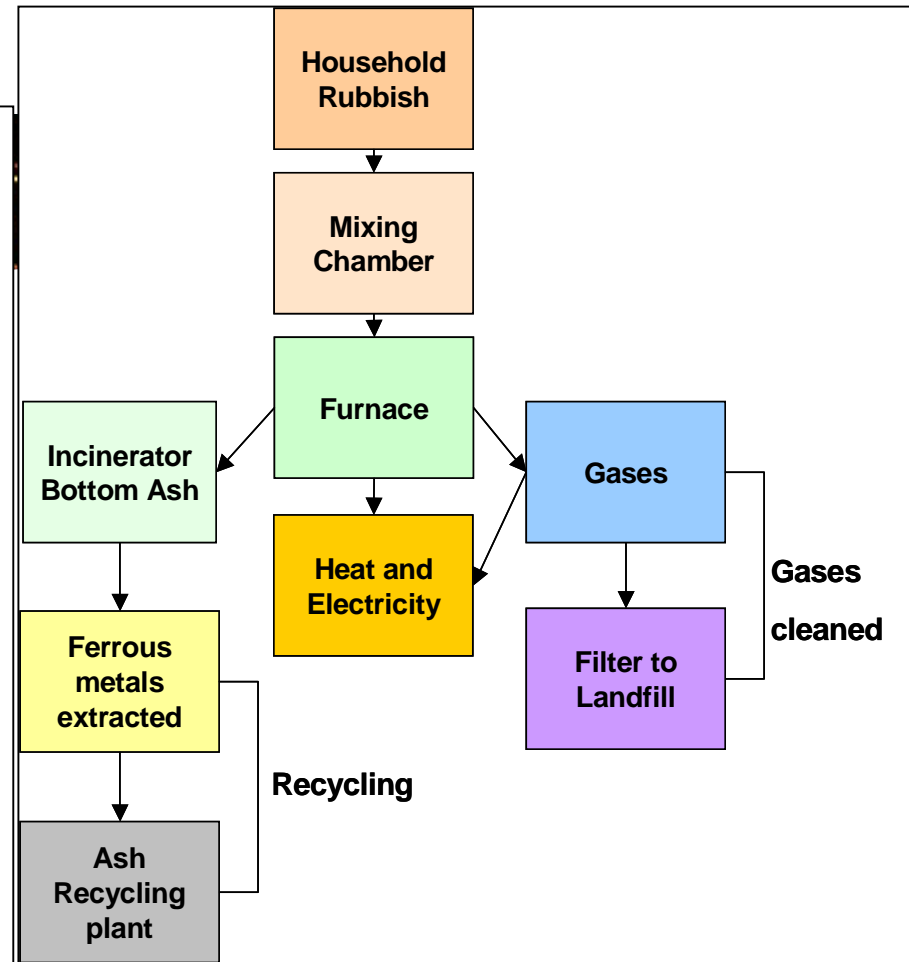 Household
Rubbish
Mixing
Chamber
Furnace
Incinerator
Bottom Ash
Gases
Heat and
Electricity
Gases
cleaned
Ferrous
metals
extracted
Filter to
Landfill
Recycling
Ash
Recycling
plant